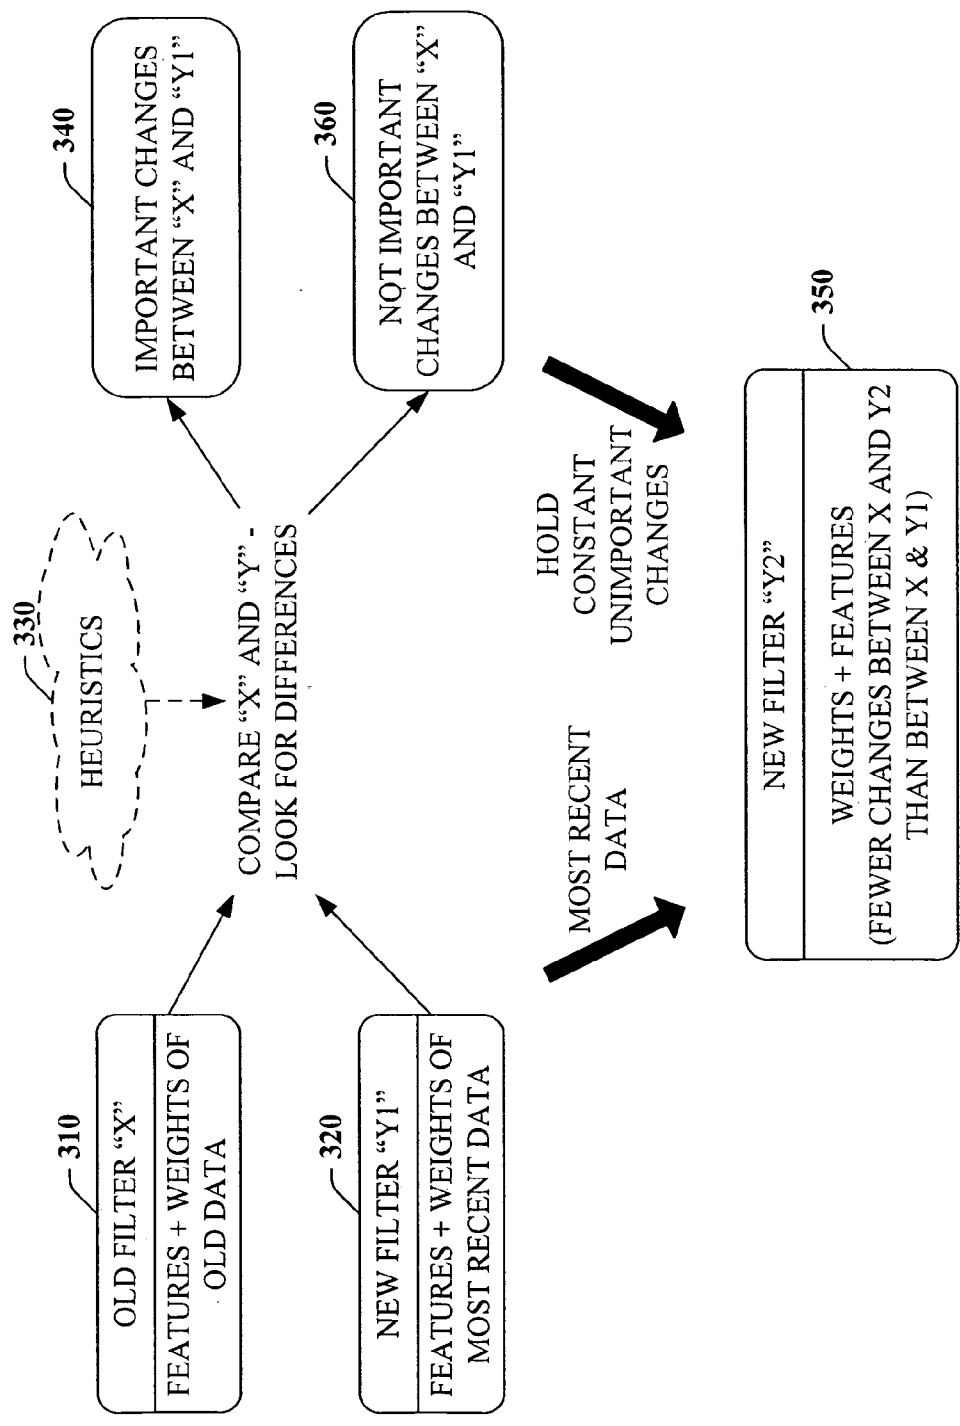 310
OLD FILTER “X”
FEATURES + WEIGHTS OF
OLD DATA
320
NEW FILTER “Y1”
FEATURES + WEIGHTS OF
MOST RECENT DATA
330
HEURISTICS
COMPARE “X” AND “Y” -
LOOK FOR DIFFERENCES
340
IMPORTANT CHANGES
BETWEEN “X” AND “Y1”
360
NOT IMPORTANT
CHANGES BETWEEN “X”
AND “Y1”
MOST RECENT
DATA
HOLD
CONSTANT
UNIMPORTANT
CHANGES
350
NEW FILTER “Y2”
WEIGHTS + FEATURES
(FEWER CHANGES BETWEEN X AND Y2
THAN BETWEEN X & Y1)